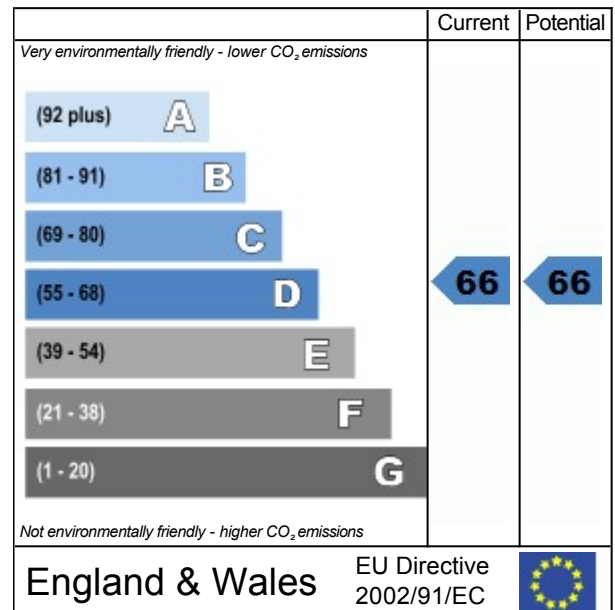 Current Potential
Very environmentally friendly - lower CO₂ emissions
(92 plus) A
(81 - 91) B
(69 - 80) C
(55 - 68) D 66 66
(39 - 54) E
(21 - 38) F
(1 - 20) G
Not environmentally friendly - higher CO₂ emissions
England & Wales
EU Directive
2002/91/EC